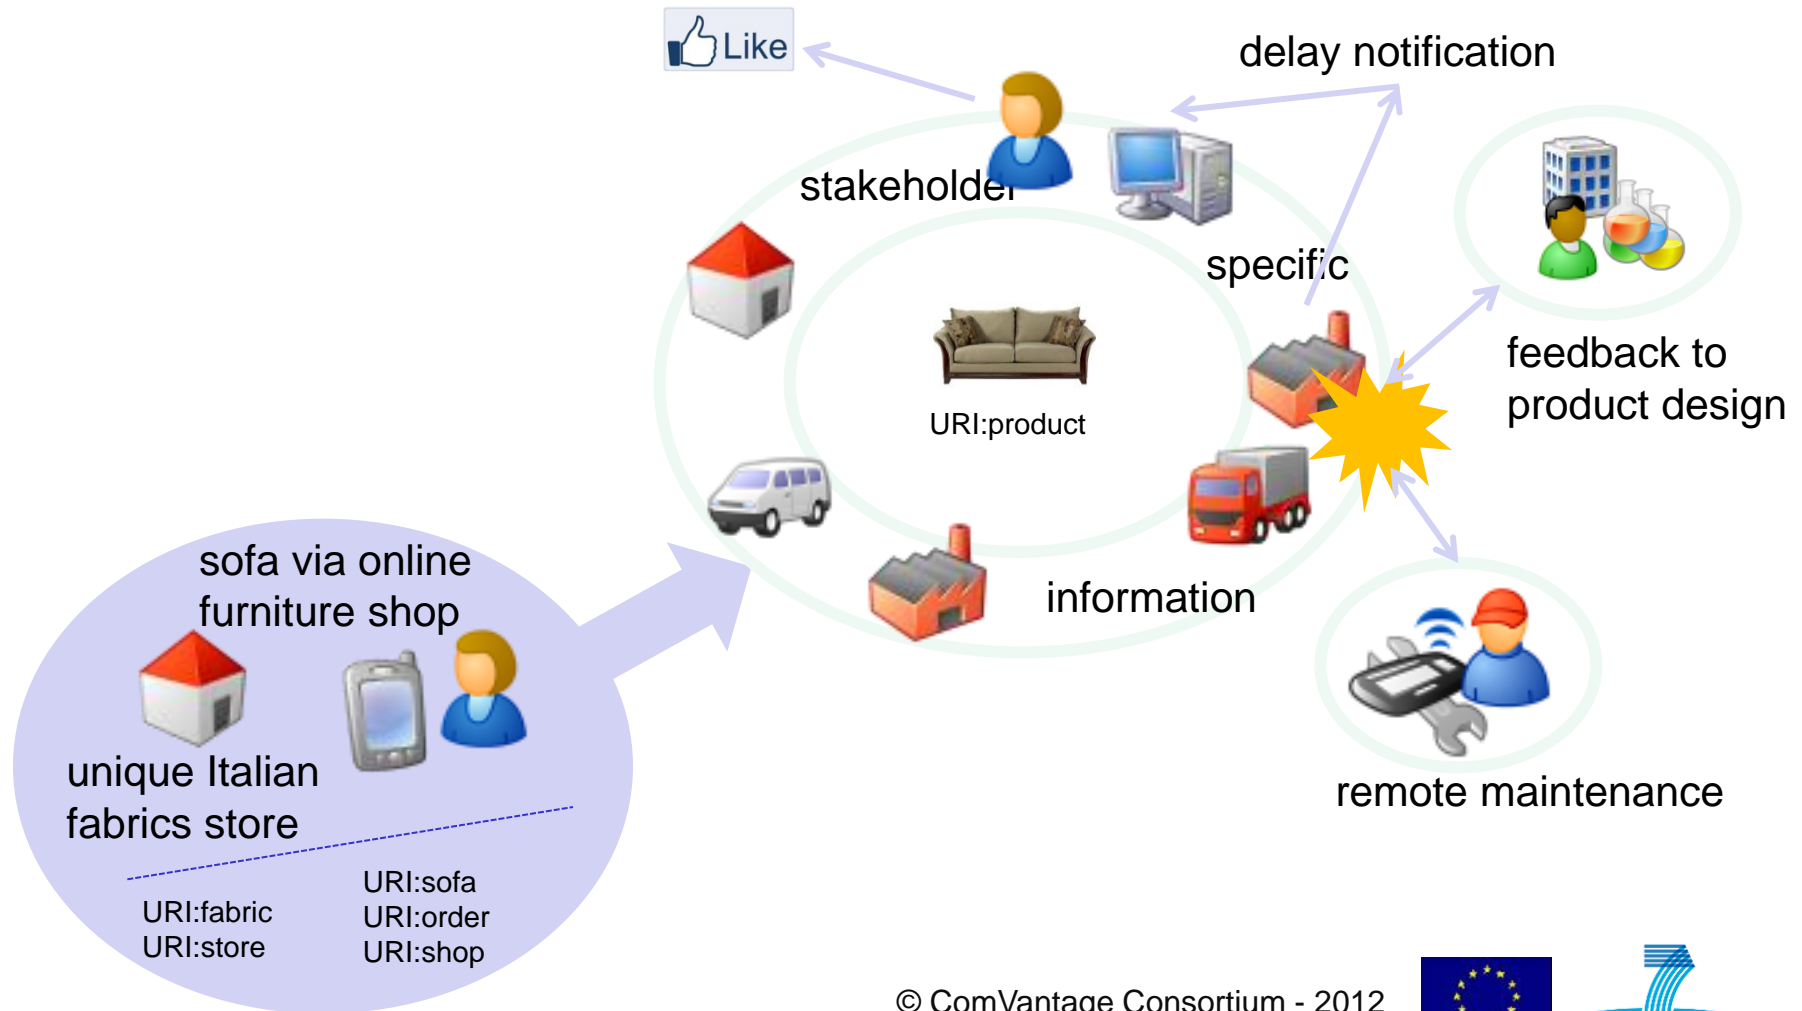 Like
delay notification
stakeholder
specific
URI:product
feedback to
product design
information
sofa via online
furniture shop
unique Italian
fabrics store
remote maintenance
URI:fabric
URI:store
URI:sofa
URI:order
URI:shop
© ComVantage Consortium - 2012
7